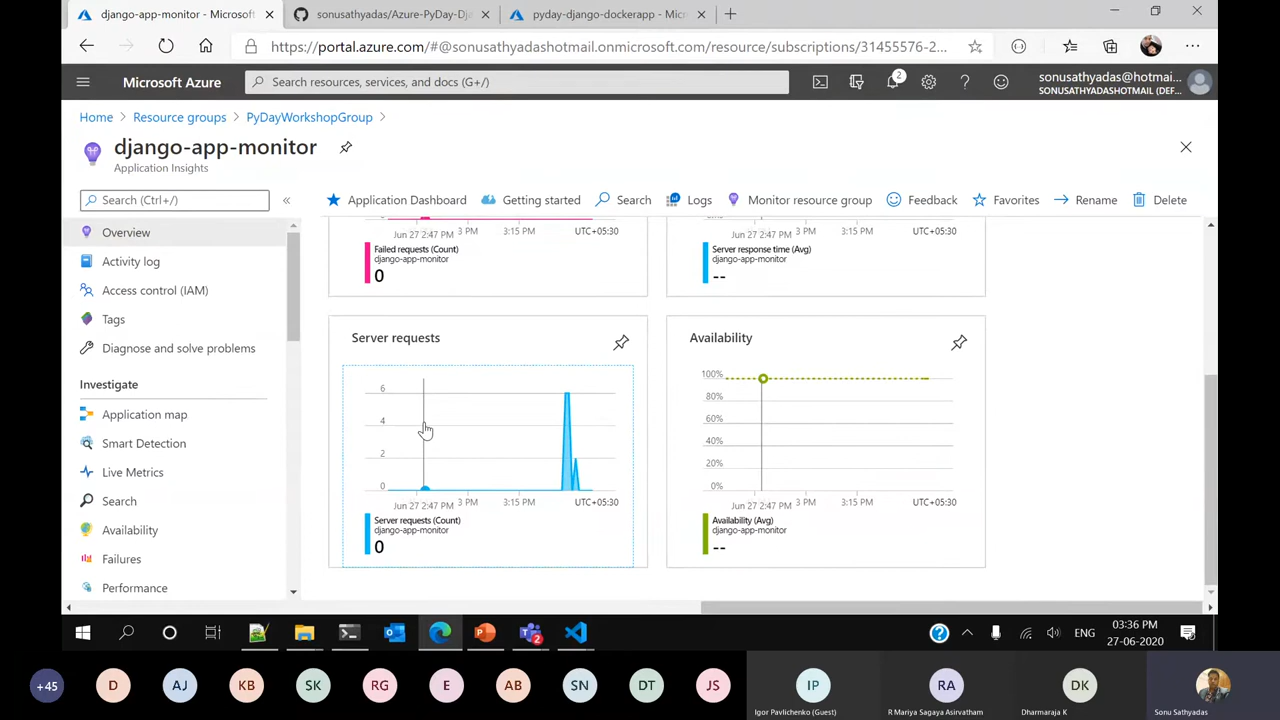 django-app-monitor - Microsoft
sonusathyadas/Azure-PyDay-Dja
pyday-django-dockerapp - Micr
https://portal.azure.com/#@sonusathyadashotmail.onmicrosoft.com/resource/subscriptions/31455576-2...
Microsoft Azure
Search resources, services, and docs (G+/)
2
sonusathyadas@hotmai...
SONUSATHYADASHOTMAIL (DEF...
Home > Resource groups > PyDayWorkshopGroup >
django-app-monitor
Application Insights
Search (Ctrl+/)
Application Dashboard
Getting started
Search
Logs
Monitor resource group
Feedback
Favorites
Rename
Delete
Overview
Activity log
Access control (IAM)
Tags
Diagnose and solve problems
Investigate
Application map
Smart Detection
Live Metrics
Search
Availability
Failures
Performance
Jun 27 2:47 PM 3 PM 3:15 PM UTC+05:30
Failed requests (Count)
django-app-monitor
0
Jun 27 2:47 PM 3 PM 3:15 PM UTC+05:30
Server response time (Avg)
django-app-monitor
--
Server requests
6
4
2
0
Jun 27 2:47 PM 3 PM 3:15 PM UTC+05:30
Server requests (Count)
django-app-monitor
0
Availability
100%
80%
60%
40%
20%
0%
Jun 27 2:47 PM 3 PM 3:15 PM UTC+05:30
Availability (Avg)
django-app-monitor
--
2
ENG
03:36 PM
27-06-2020
+45
D
AJ
KB
SK
RG
E
AB
SN
DT
JS
IP
Igor Pavlichenko (Guest)
RA
R Mariya Sagaya Asirvatham
DK
Dharmaraja K
Sonu Sathyadas